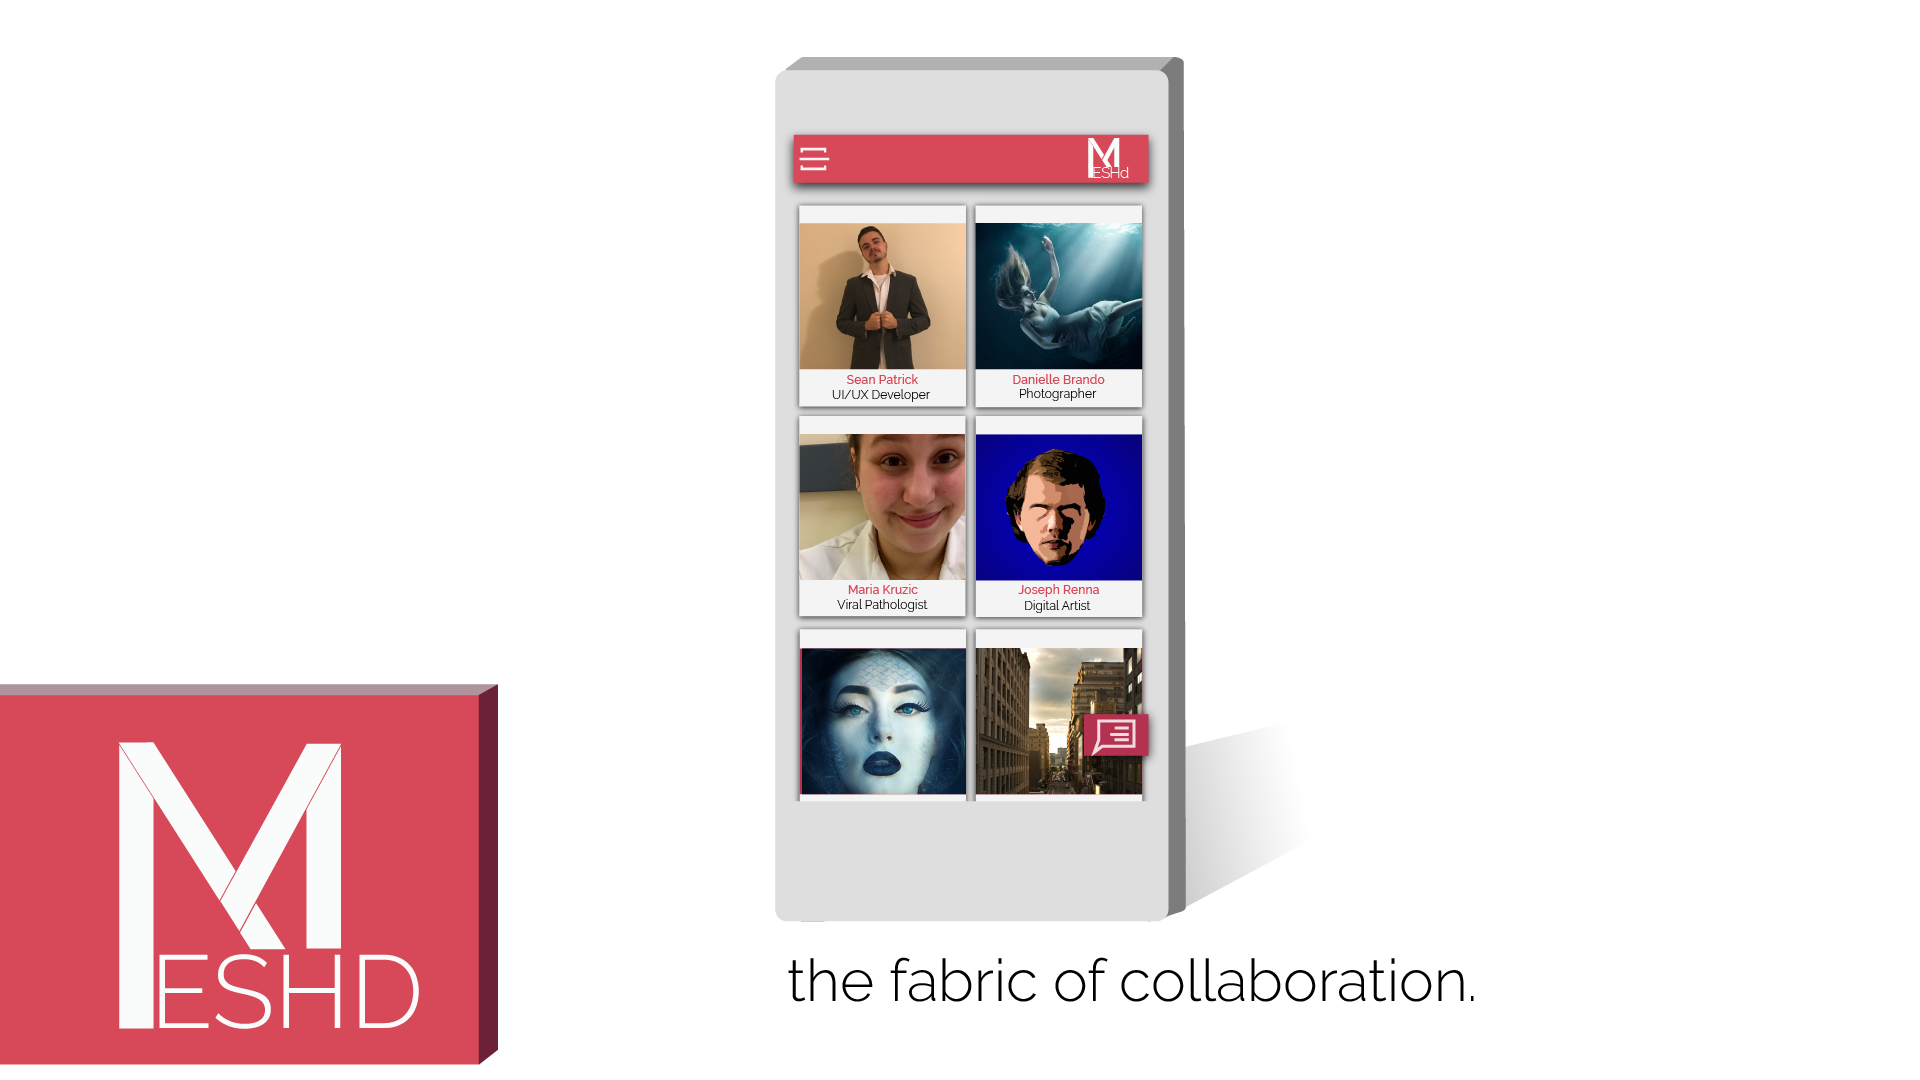 MESHd
Sean Patrick
UI/UX Developer
Danielle Brando
Photographer
Maria Kruzic
Viral Pathologist
Joseph Renna
Digital Artist
MESHD
the fabric of collaboration.